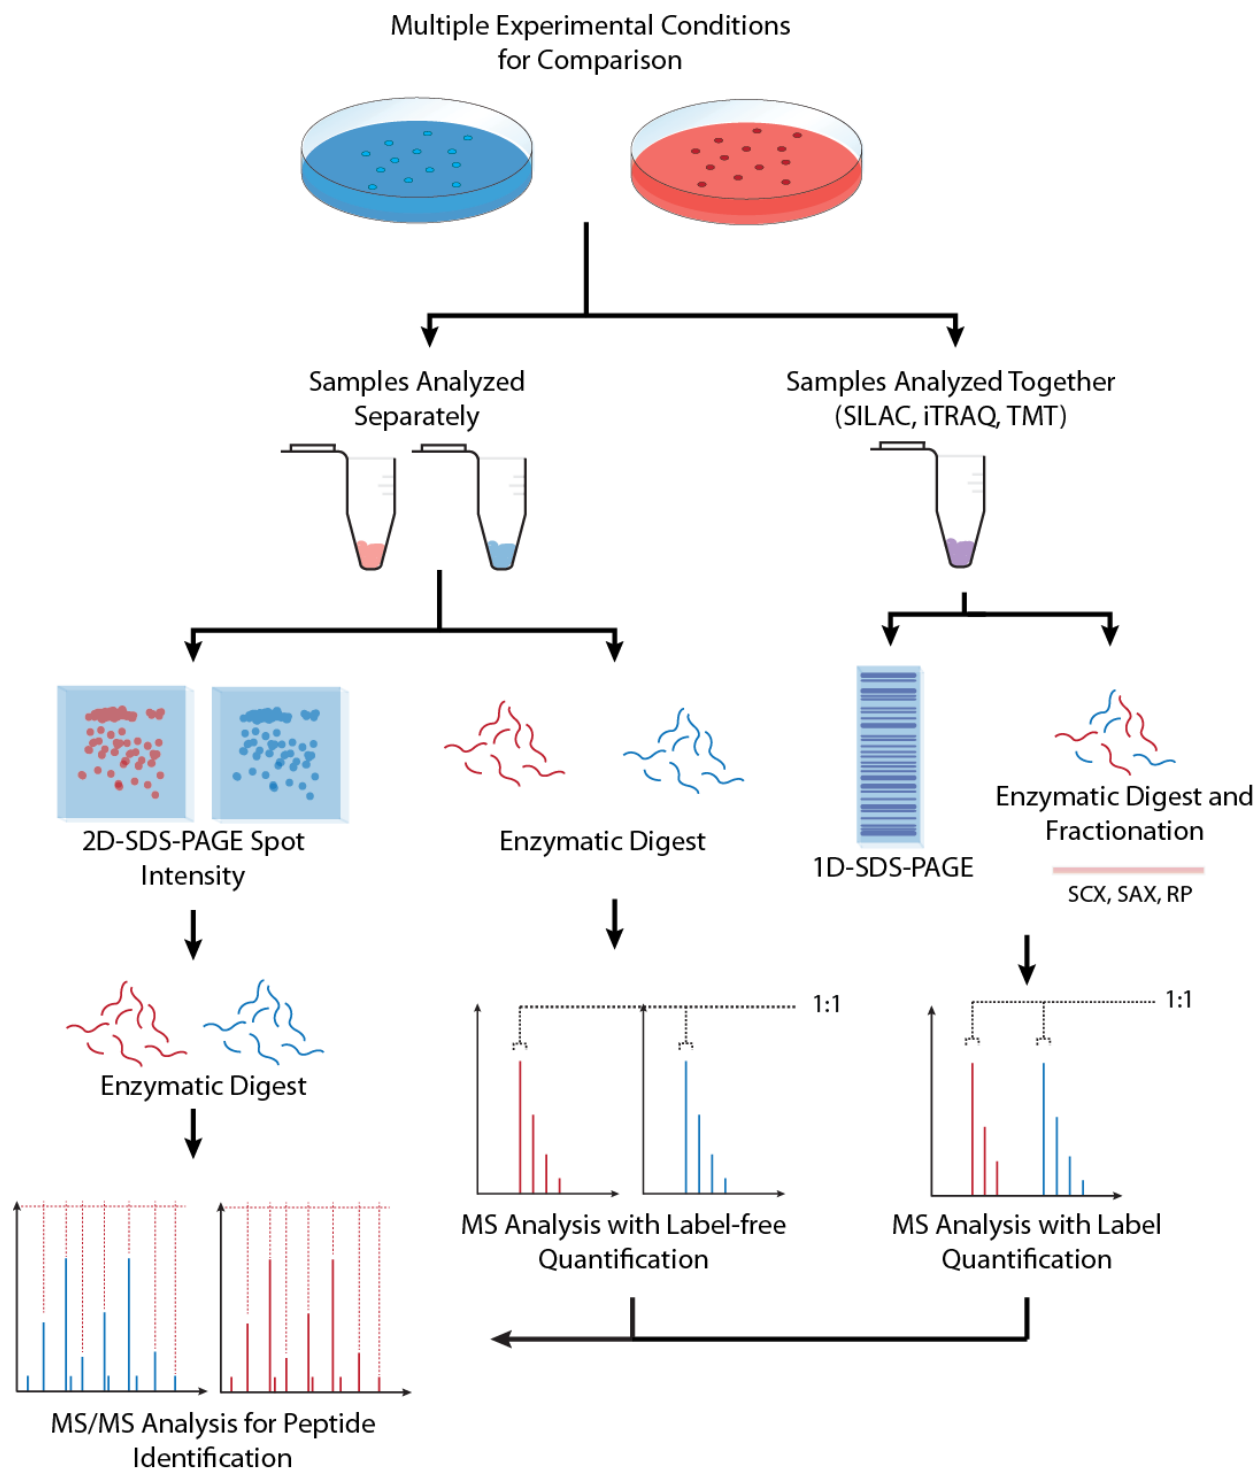 Multiple Experimental Conditions
for Comparison
Samples Analyzed
Separately
Samples Analyzed Together
(SILAC, iTRAQ, TMT)
2D-SDS-PAGE Spot
Intensity
Enzymatic Digest
1D-SDS-PAGE
Enzymatic Digest and
Fractionation
SCX, SAX, RP
Enzymatic Digest
1:1
1:1
MS Analysis with Label-free
Quantification
MS Analysis with Label
Quantification
MS/MS Analysis for Peptide
Identification